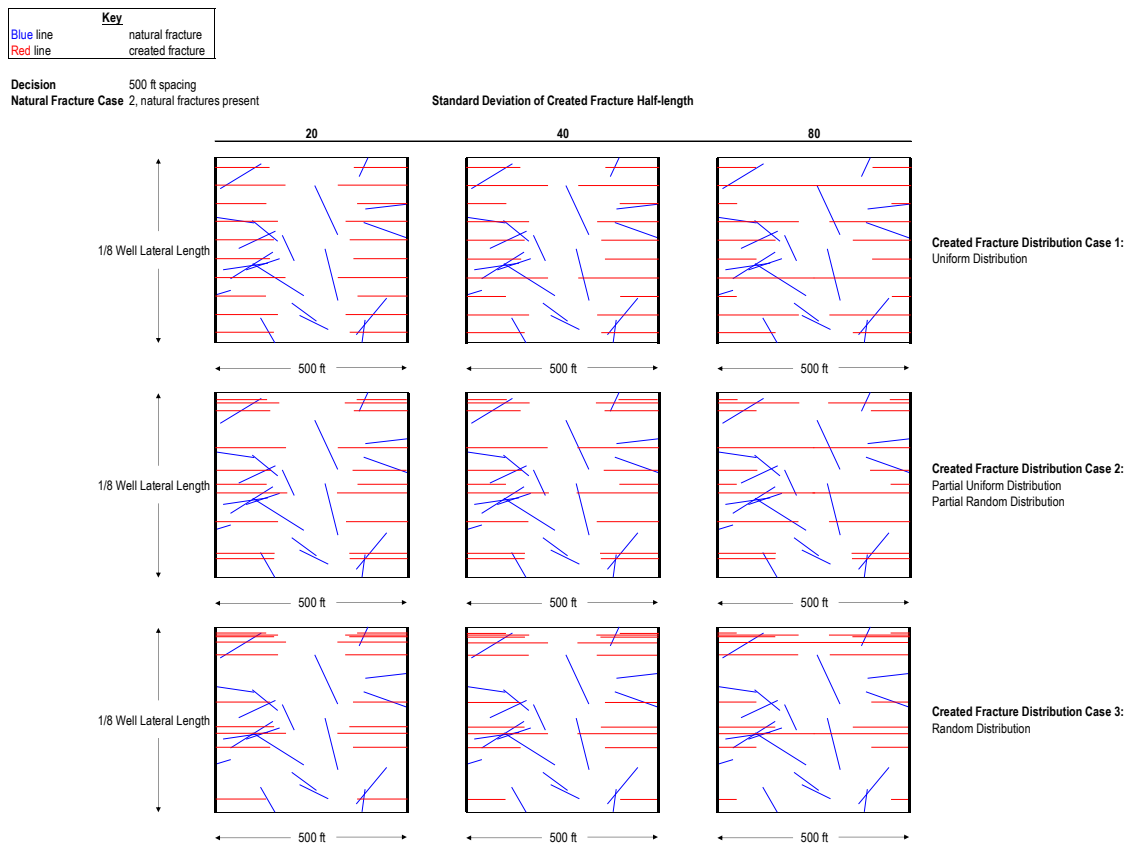 Key
Blue line natural fracture
Red line created fracture
Decision 500 ft spacing
Natural Fracture Case 2, natural fractures present
Standard Deviation of Created Fracture Half-length
20 40 80
1/8 Well Lateral Length
Created Fracture Distribution Case 1:
Uniform Distribution
500 ft 500 ft 500 ft
1/8 Well Lateral Length
Created Fracture Distribution Case 2:
Partial Uniform Distribution
Partial Random Distribution
500 ft 500 ft 500 ft
1/8 Well Lateral Length
Created Fracture Distribution Case 3:
Random Distribution
500 ft 500 ft 500 ft